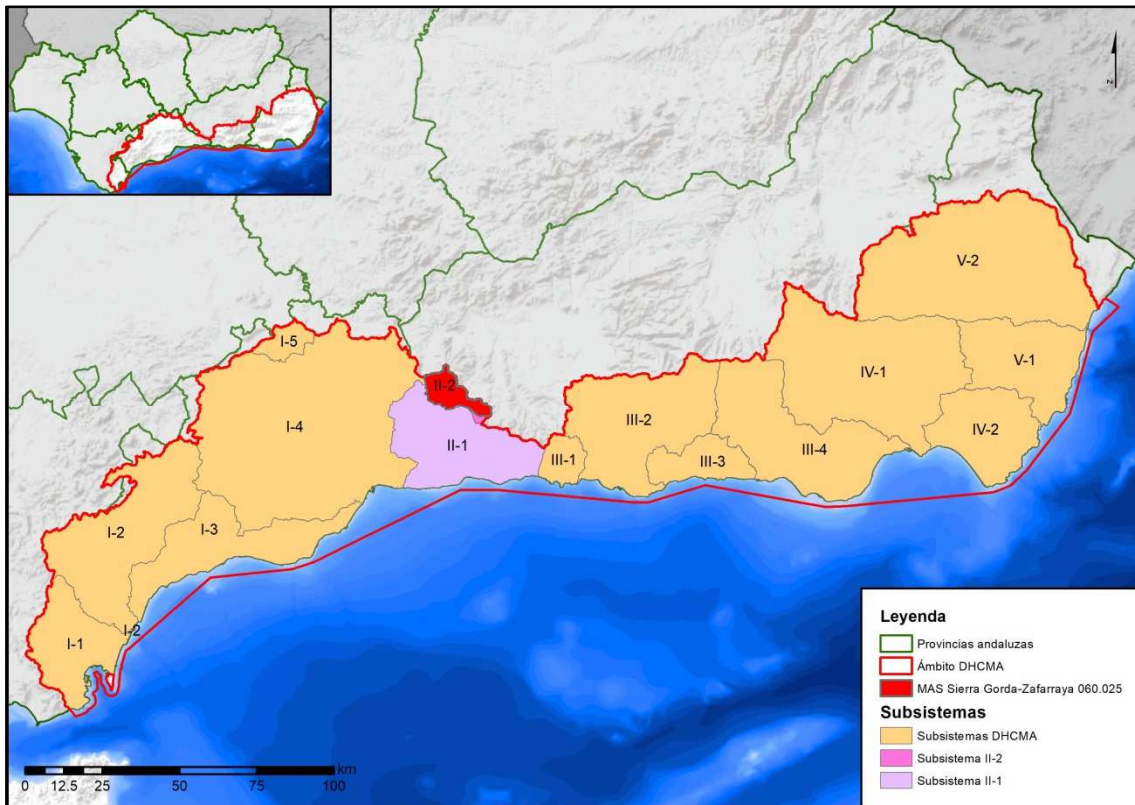 z
V-2
I-5
II-2
IV-1
V-1
I-4
III-2
IV-2
II-1
III-1
III-3
III-4
I-2
I-3
I-2
I-1
km
0 12.5 25 50 75 100
Leyenda
Provincias andaluzas
Ámbito DHCMA
MAS Sierra Gorda-Zafarraya 060.025
Subsistemas
Subsistemas DHCMA
Subsistema II-2
Subsistema II-1